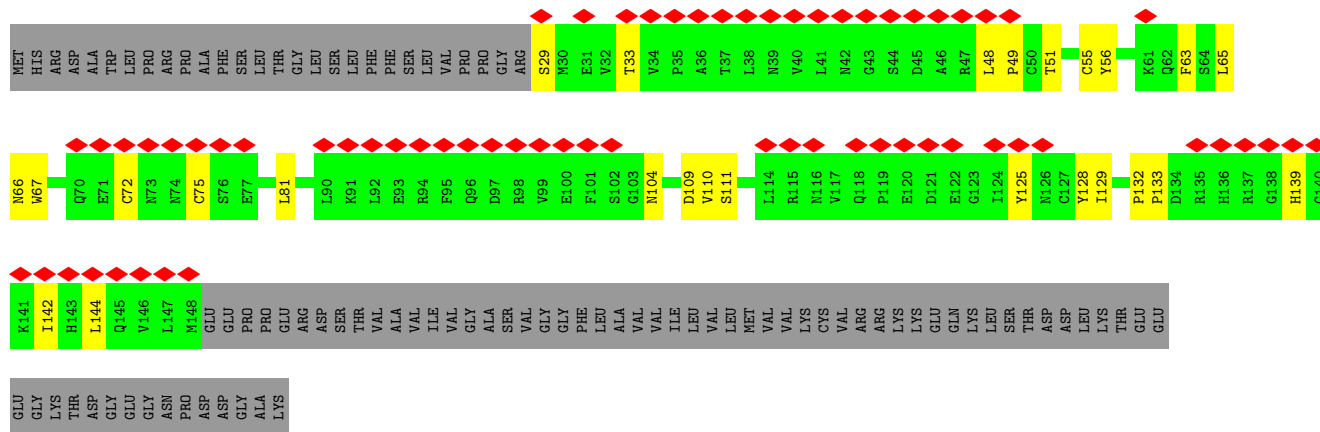 MET HIS ARG ASP ALA TRP LEU PRO ARG PRO ALA PHE SER LEU THR GLY LEU SER LEU PHE PHE SER LEU VAL PRO PRO GLY ARG S29 M30 E31 V32 T33 V34 P35 A36 T37 L38 N39 V40 L41 N42 G43 S44 D45 A46 R47 L48 P49 C50 T51 C55 Y56 K61 Q62 F63 S64 L65
N66 W67 Q70 E71 C72 N73 N74 C75 S76 E77 L81 L90 K91 L92 E93 R94 F95 Q96 D97 R98 V99 E100 F101 S102 G103 N104 D109 V110 S111 L114 R115 N116 V117 Q118 P119 E120 D121 E122 G123 I124 Y125 N126 C127 Y128 I129 P132 P133 D134 R135 H136 R137 G138 H139 G140
K141 I142 H143 L144 Q145 V146 L147 M148 GLU GLU PRO PRO GLU ARG ASP SER THR VAL ALA VAL ILE VAL GLY ALA SER VAL GLY GLY PHE LEU ALA VAL VAL ILE LEU VAL LEU MET VAL VAL LYS CYS VAL ARG ARG LYS LYS GLU GLN LYS LEU SER THR ASP ASP LEU LYS THR GLU GLU
GLU GLY LYS THR ASP GLY GLU GLY ASN PRO ASP ASP GLY ALA LYS